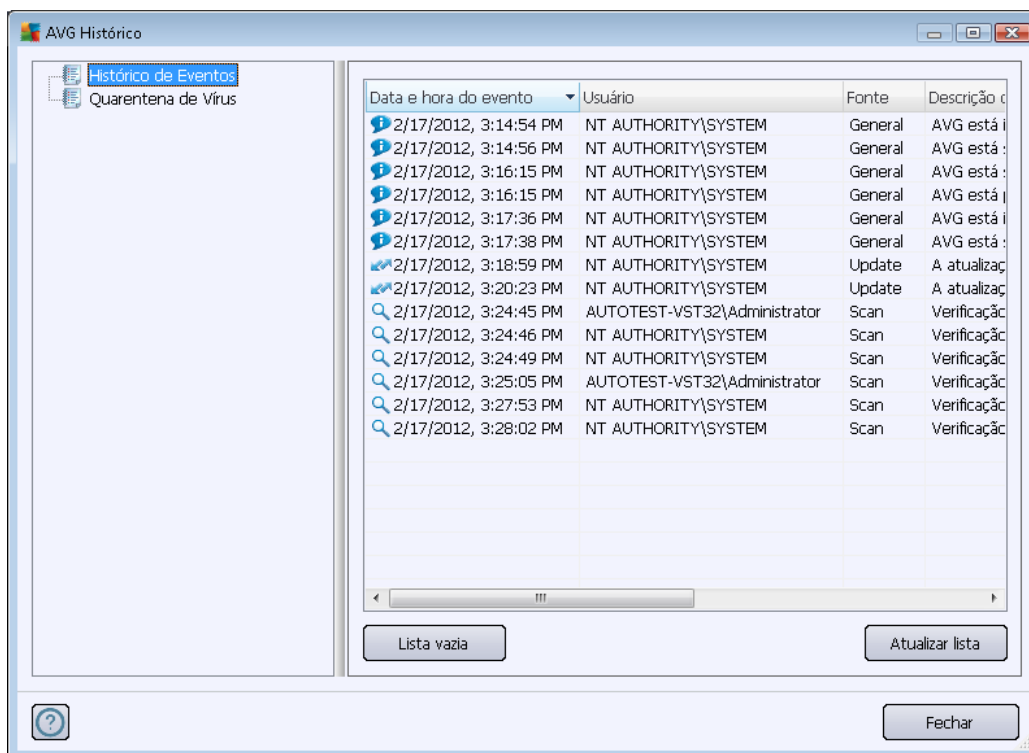 AVG Histórico
Histórico de Eventos
Quarentena de Vírus
Data e hora do evento Usuário Fonte Descrição
2/17/2012, 3:14:54 PM NT AUTHORITY\SYSTEM General AVG está
2/17/2012, 3:14:56 PM NT AUTHORITY\SYSTEM General AVG está
2/17/2012, 3:16:15 PM NT AUTHORITY\SYSTEM General AVG está
2/17/2012, 3:16:15 PM NT AUTHORITY\SYSTEM General AVG está
2/17/2012, 3:17:36 PM NT AUTHORITY\SYSTEM General AVG está
2/17/2012, 3:17:38 PM NT AUTHORITY\SYSTEM General AVG está
2/17/2012, 3:18:59 PM NT AUTHORITY\SYSTEM Update A atualizaç
2/17/2012, 3:20:23 PM NT AUTHORITY\SYSTEM Update A atualizaç
2/17/2012, 3:24:45 PM AUTOTEST-VST32\Administrator Scan Verificação
2/17/2012, 3:24:46 PM NT AUTHORITY\SYSTEM Scan Verificação
2/17/2012, 3:24:49 PM NT AUTHORITY\SYSTEM Scan Verificação
2/17/2012, 3:25:05 PM AUTOTEST-VST32\Administrator Scan Verificação
2/17/2012, 3:27:53 PM NT AUTHORITY\SYSTEM Scan Verificação
2/17/2012, 3:28:02 PM NT AUTHORITY\SYSTEM Scan Verificação
Lista vazia Atualizar lista
Fechar